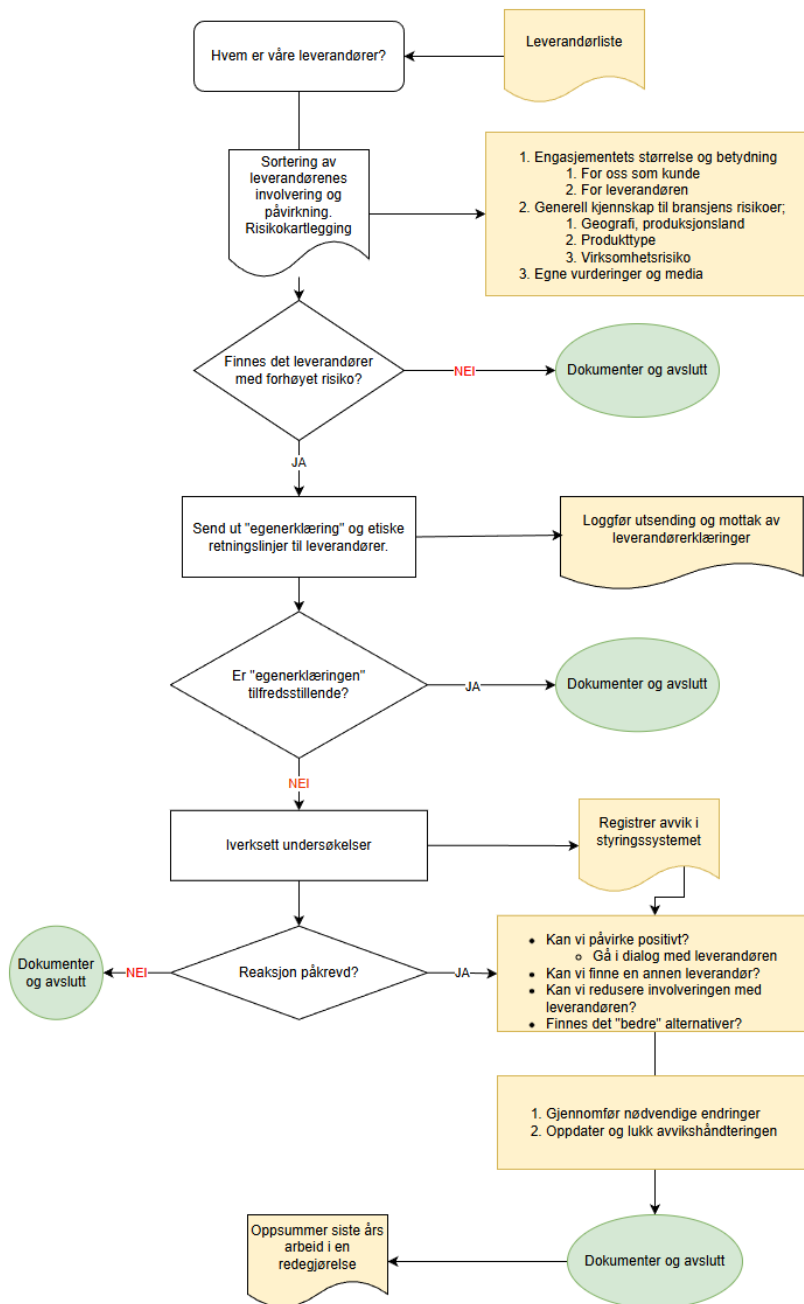 Hvem er våre leverandører?
Leverandørliste
Sortering av
leverandørenes
involvering og
påvirkning.
Risikokartlegging
1. Engasjementets størrelse og betydning
1. For oss som kunde
2. For leverandøren
2. Generell kjennskap til bransjens risikoer;
1. Geografi, produksjonsland
2. Produkttype
3. Virksomhetsrisiko
3. Egne vurderinger og media
Finnes det leverandører
med forhøyet risiko?
NEI
Dokumenter og avslutt
JA
Send ut "egenerklæring" og etiske
retningslinjer til leverandører.
Loggfør utsending og mottak av
leverandørerklæringer
Er "egenerklæringen"
tilfredsstillende?
JA
Dokumenter og avslutt
NEI
Iverksett undersøkelser
Registrer avvik i
styringssystemet
Dokumenter
og avslutt
NEI
Reaksjon påkrevd?
JA
• Kan vi påvirke positivt?
○ Gå i dialog med leverandøren
• Kan vi finne en annen leverandør?
• Kan vi redusere involveringen med
leverandøren?
• Finnes det "bedre" alternativer?
1. Gjennomfør nødvendige endringer
2. Oppdater og lukk avvikshåndteringen
Oppsummer siste års
arbeid i en
redegjørelse
Dokumenter og avslutt